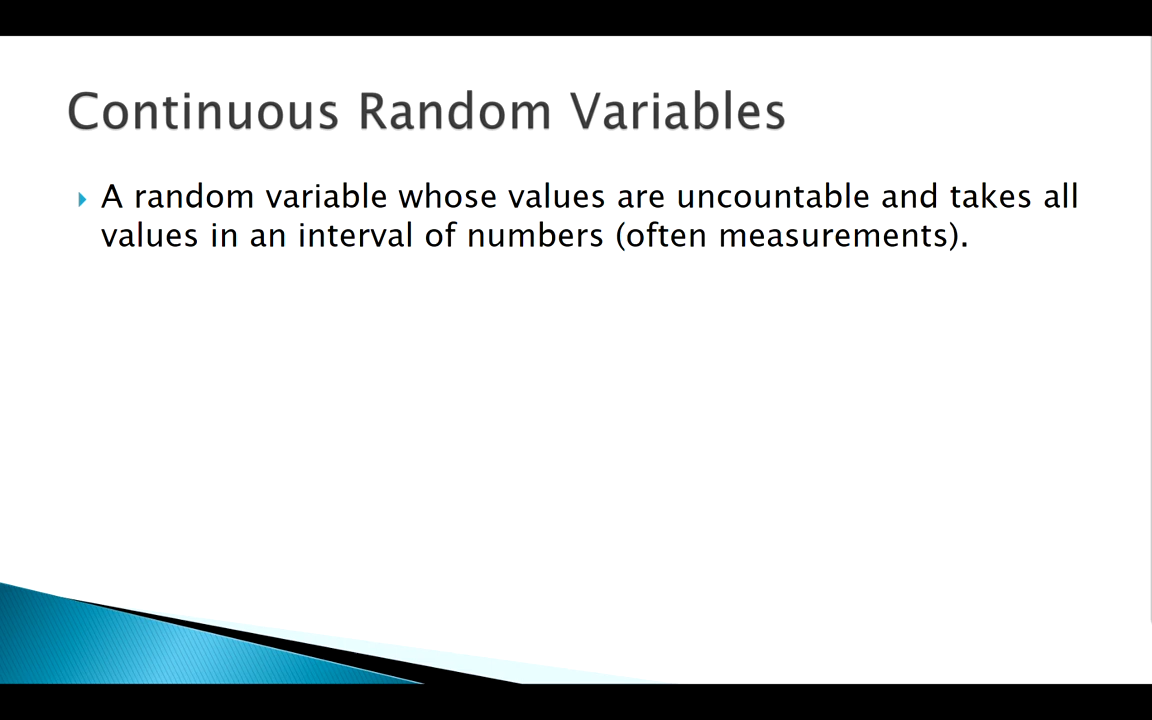 Continuous Random Variables
A random variable whose values are uncountable and takes all
values in an interval of numbers (often measurements).